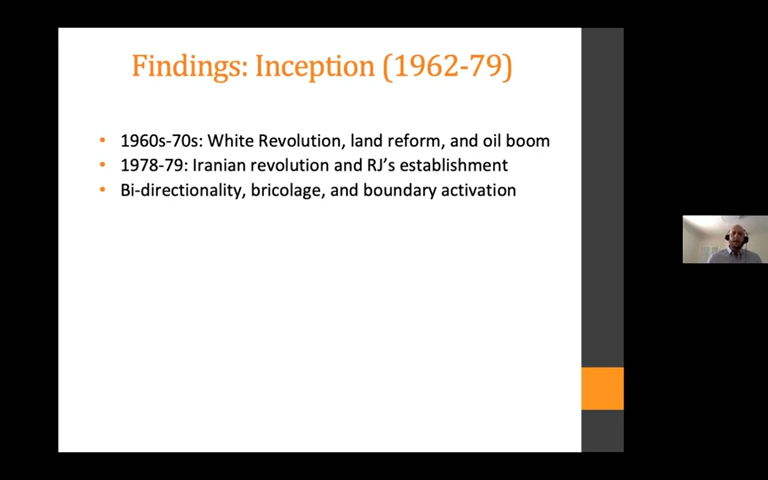 Findings: Inception (1962-79)
• 1960s-70s: White Revolution, land reform, and oil boom
• 1978-79: Iranian revolution and RJ’s establishment
• Bi-directionality, bricolage, and boundary activation